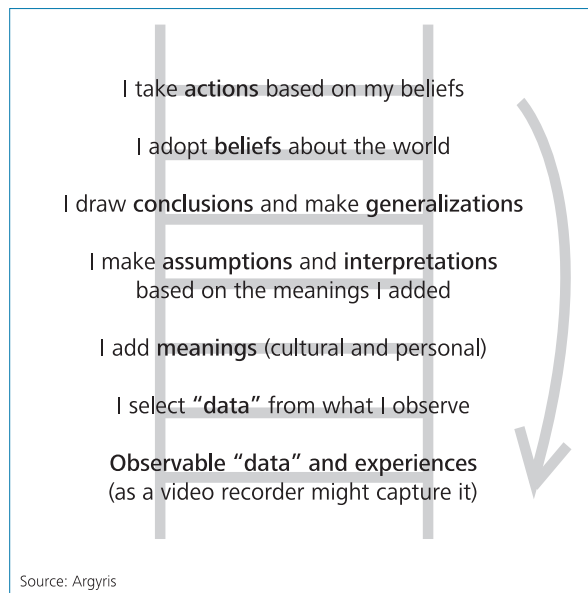 I take actions based on my beliefs
I adopt beliefs about the world
I draw conclusions and make generalizations
I make assumptions and interpretations
based on the meanings I added
I add meanings (cultural and personal)
I select “data” from what I observe
Observable “data” and experiences
(as a video recorder might capture it)
Source: Argyris